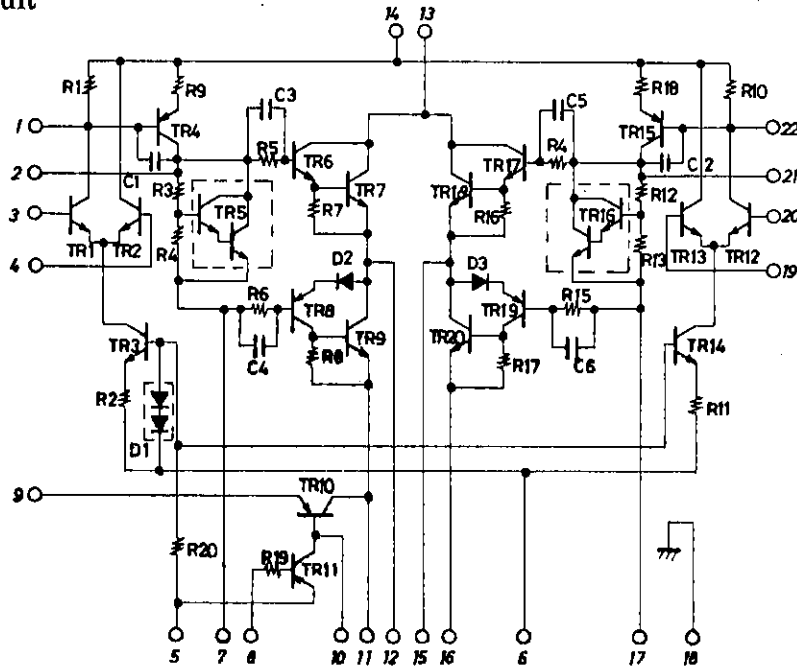 uit
14 13
R1 R9 C3 C5 R18 R10
1 TR4 TR15 22
R5 R4
2 C1 TR6 TR17 C2 21
R3 TR7 TR18 R12
3 TR5 R7 R16 TR16 20
TR1 TR2 R4 R13 TR13 TR12
4 D2 D3 19
R6 TR8 TR19 R15
TR3 TR9 TR20 TR14
C4 R8 R17 C6
R2 R11
D1
9 TR10
R20 R19 TR11
5 7 8 10 11 12 15 16 6 17 18